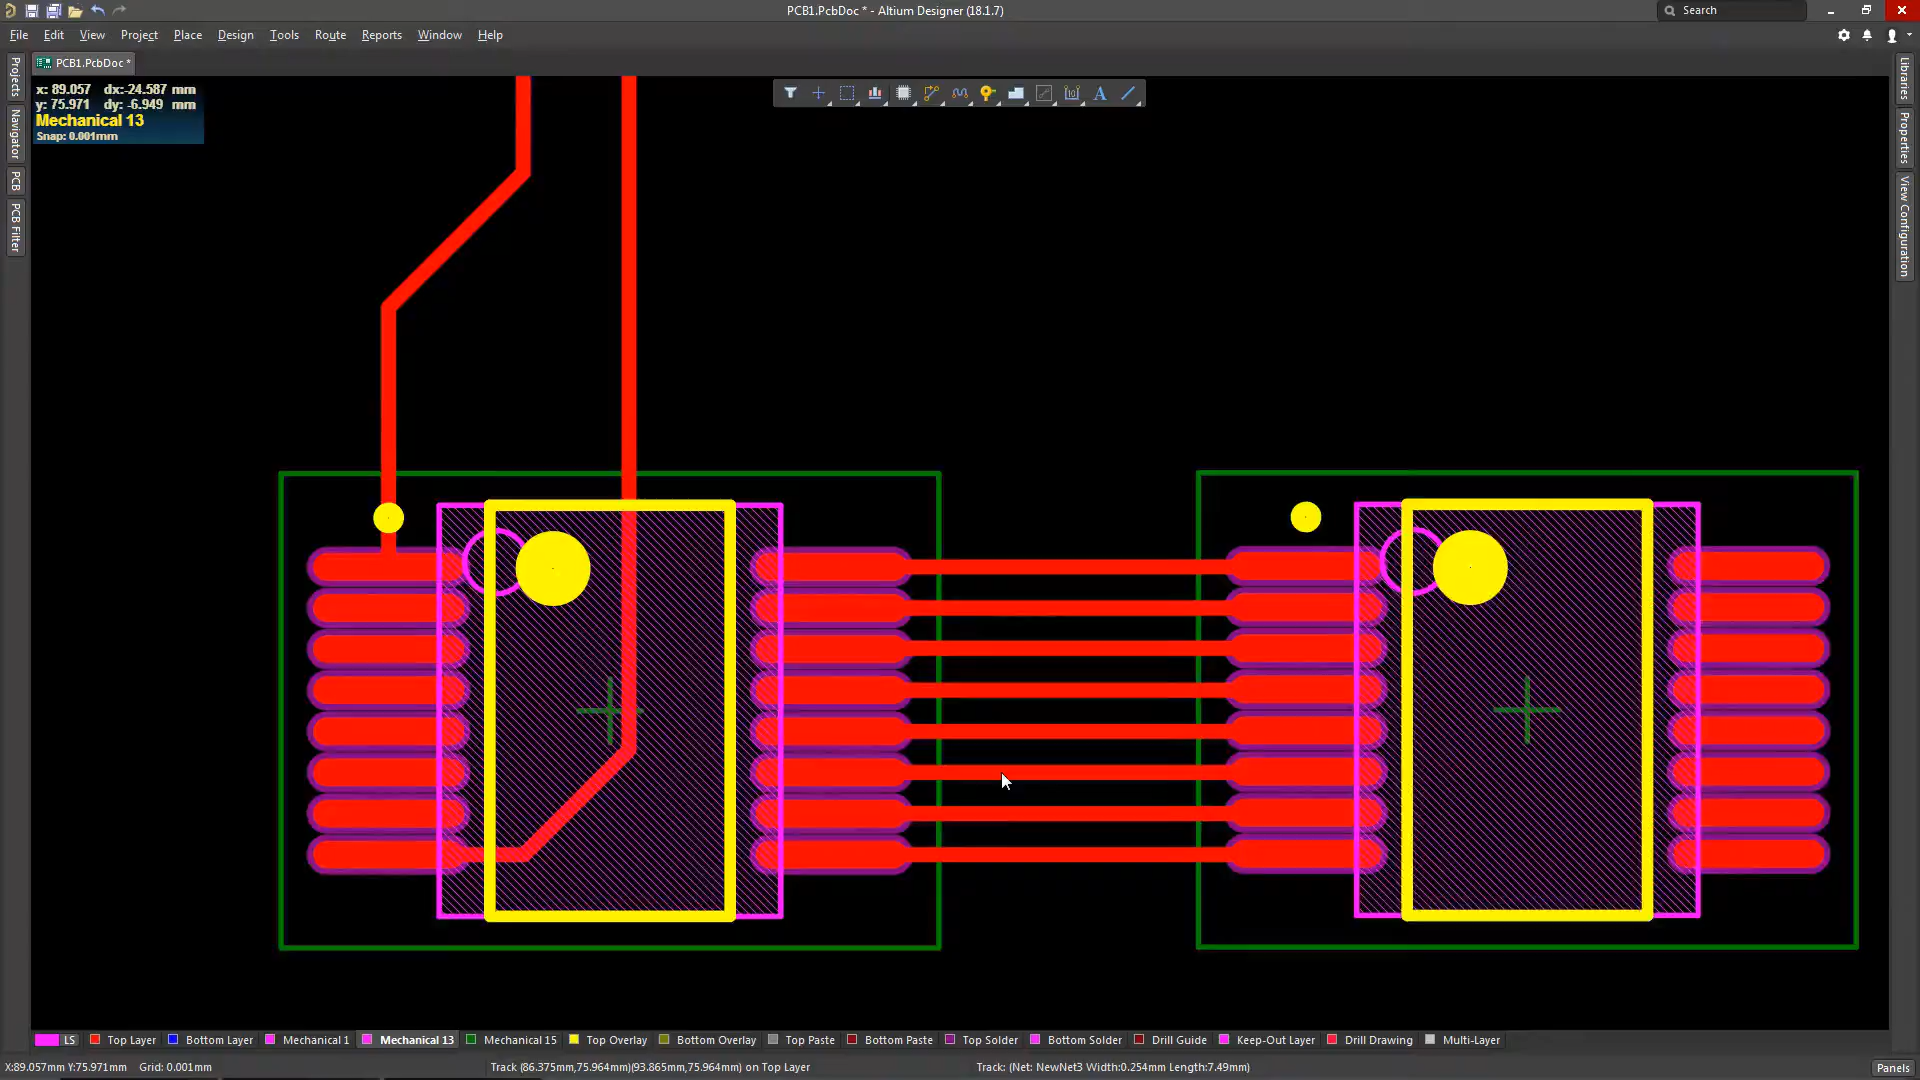 PCB1.PcbDoc * - Altium Designer (18.1.7)
Search
File Edit View Project Place Design Tools Route Reports Window Help
PCB1.PcbDoc *
x: 89.057 dx:-24.587 mm
y: 75.971 dy: -6.949 mm
Mechanical 13
Snap: 0.001mm
Projects
Navigator
PCB
PCB Filter
Libraries
Properties
View Configuration
LS Top Layer Bottom Layer Mechanical 1 Mechanical 13 Mechanical 15 Top Overlay Bottom Overlay Top Paste Bottom Paste Top Solder Bottom Solder Drill Guide Keep-Out Layer Drill Drawing Multi-Layer
X:89.057mm Y:75.971mm Grid: 0.001mm Track (86.375mm,75.964mm)(93.865mm,75.964mm) on Top Layer Track: (Net: NewNet3 Width:0.254mm Length:7.49mm) Panels